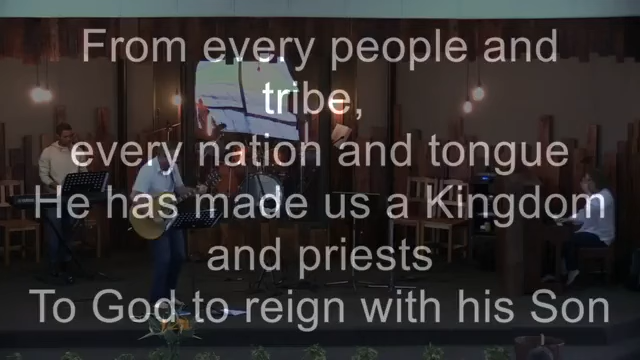 From every people and
tribe,
every nation and tongue
He has made us a Kingdom
and priests
To God to reign with his Son